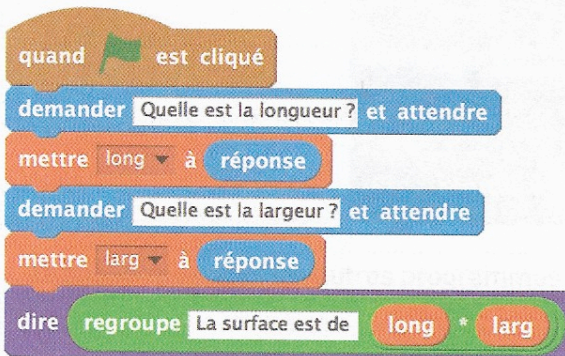 quand est cliqué
demander Quelle est la longueur ? et attendre
mettre long à réponse
demander Quelle est la largeur ? et attendre
mettre larg à réponse
dire regroupe La surface est de long * larg